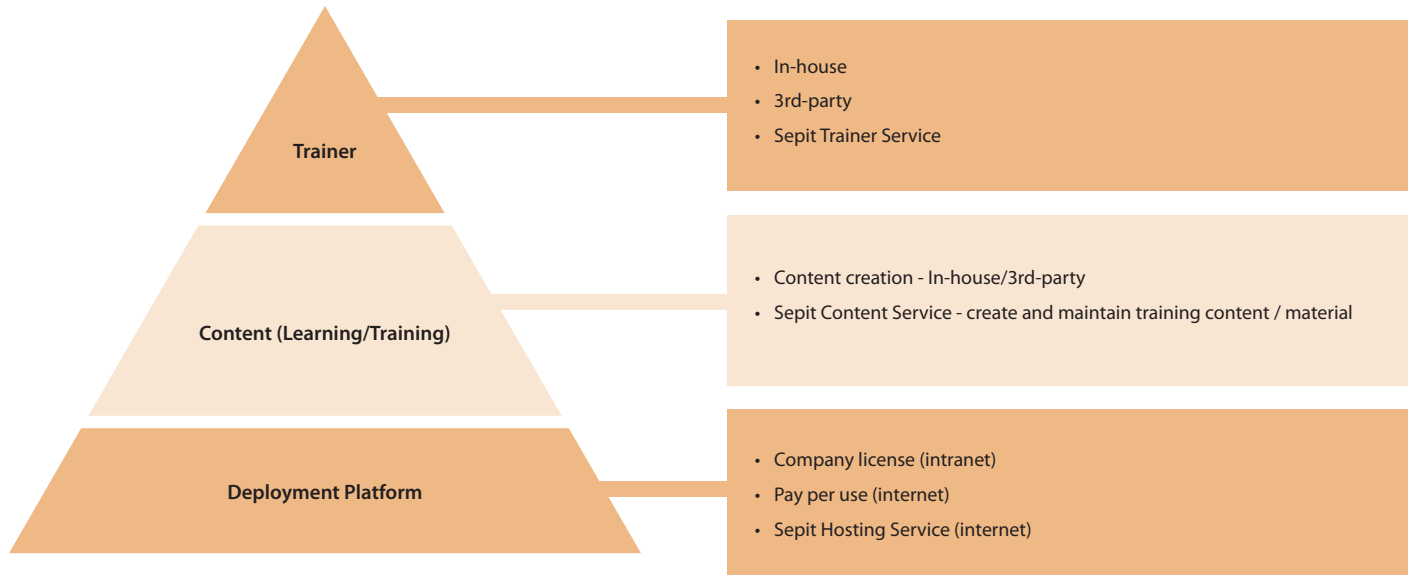 Trainer
• In-house
• 3rd-party
• Sepit Trainer Service
Content (Learning/Training)
• Content creation - In-house/3rd-party
• Sepit Content Service - create and maintain training content / material
Deployment Platform
• Company license (intranet)
• Pay per use (internet)
• Sepit Hosting Service (internet)